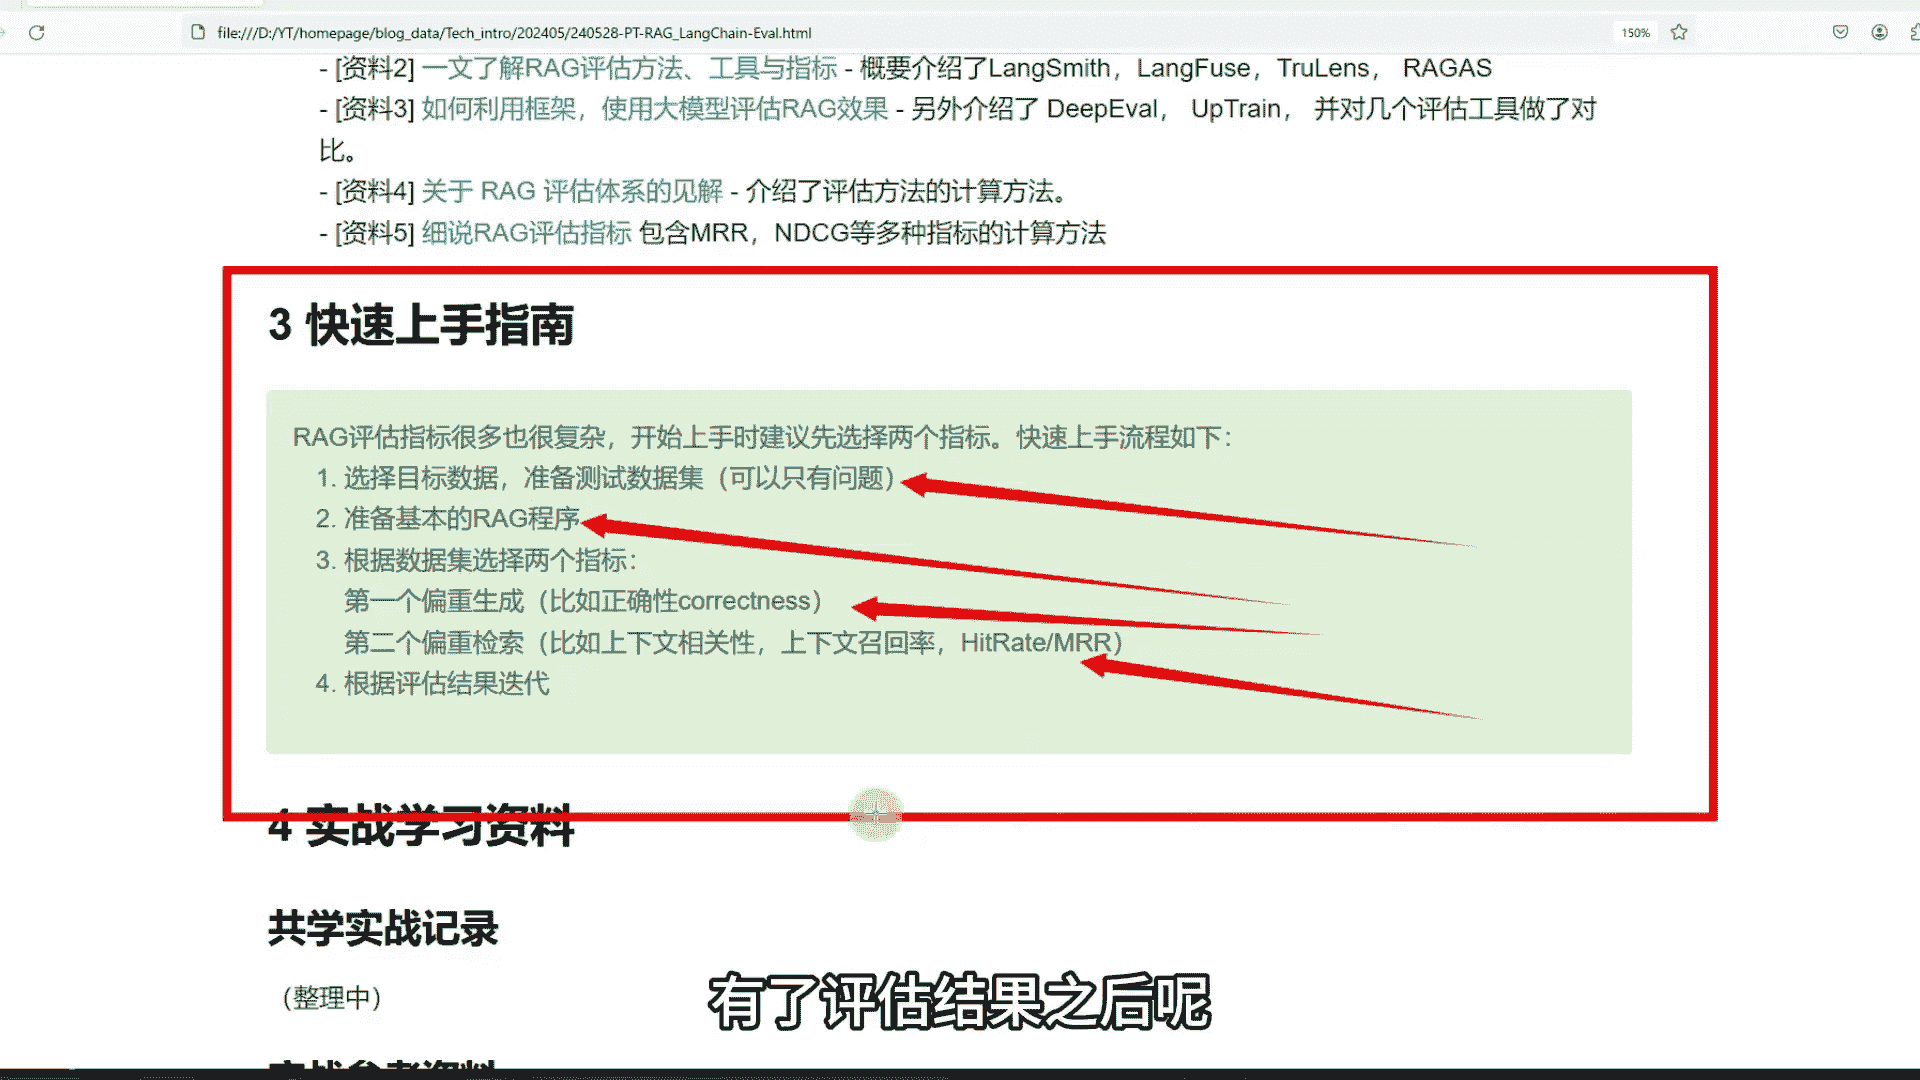 file:///D:/YT/homepage/blog_data/Tech_intro/202405/240528-PT-RAG_LangChain-Eval.html
150%
- [资料2] 一文了解RAG评估方法、工具与指标 - 概要介绍了LangSmith，LangFuse，TruLens， RAGAS
- [资料3] 如何利用框架，使用大模型评估RAG效果 - 另外介绍了 DeepEval， UpTrain， 并对几个评估工具做了对
比。
- [资料4] 关于 RAG 评估体系的见解 - 介绍了评估方法的计算方法。
- [资料5] 细说RAG评估指标 包含MRR，NDCG等多种指标的计算方法
3 快速上手指南
RAG评估指标很多也很复杂，开始上手时建议先选择两个指标。快速上手流程如下：
1. 选择目标数据，准备测试数据集（可以只有问题）
2. 准备基本的RAG程序
3. 根据数据集选择两个指标：
第一个偏重生成（比如正确性correctness）
第二个偏重检索（比如上下文相关性，上下文召回率，HitRate/MRR）
4. 根据评估结果迭代
4 实战学习资料
共学实战记录
（整理中）
有了评估结果之后呢
实战参考资料